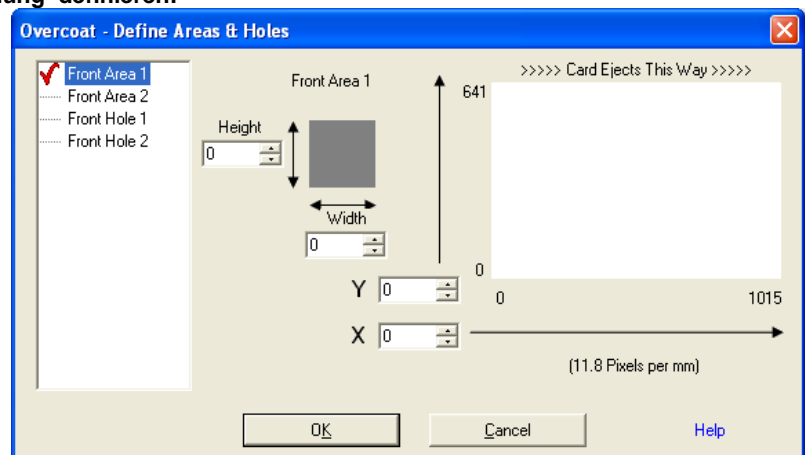 definieren:
Overcoat - Define Areas & Holes
Front Area 1
Front Area 2
Front Hole 1
Front Hole 2
Front Area 1
Height
0
Width
0
Y 0
X 0
>>>>> Card Ejects This Way >>>>>
641
0
0 1015
(11.8 Pixels per mm)
OK
Cancel
Help